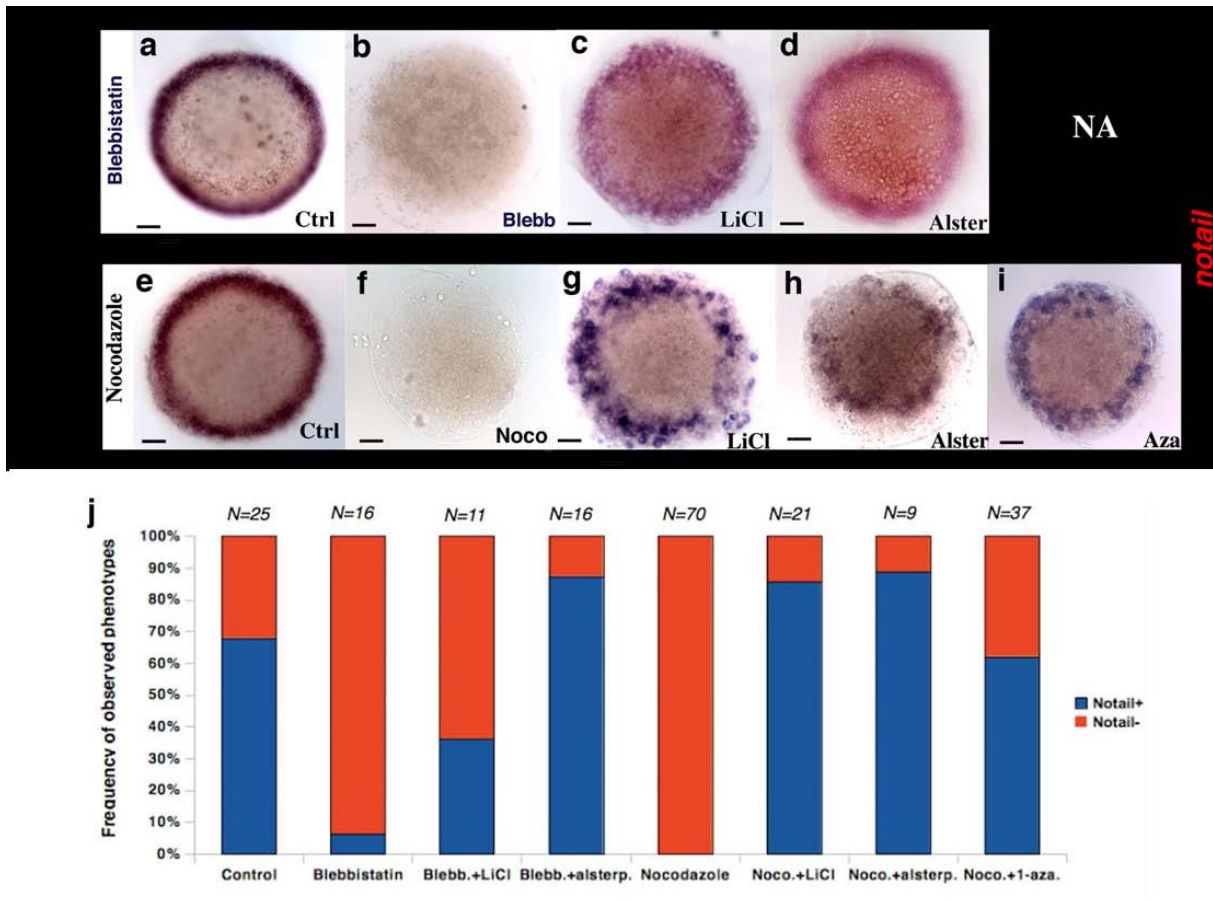 Blebbistatin
a
b
c
d
Ctrl
Blebb
LiCl
Alster
NA
notail
Nocodazole
e
f
g
h
i
Ctrl
Noco
LiCl
Alster
Aza
j
N=25 N=16 N=11 N=16 N=70 N=21 N=9 N=37
Frequency of observed phenotypes
100%
90%
80%
70%
60%
50%
40%
30%
20%
10%
0%
Control Blebbistatin Blebb.+LiCl Blebb.+alsterp. Nocodazole Noco.+LiCl Noco.+alsterp. Noco.+1-aza.
Notail+
Notail-